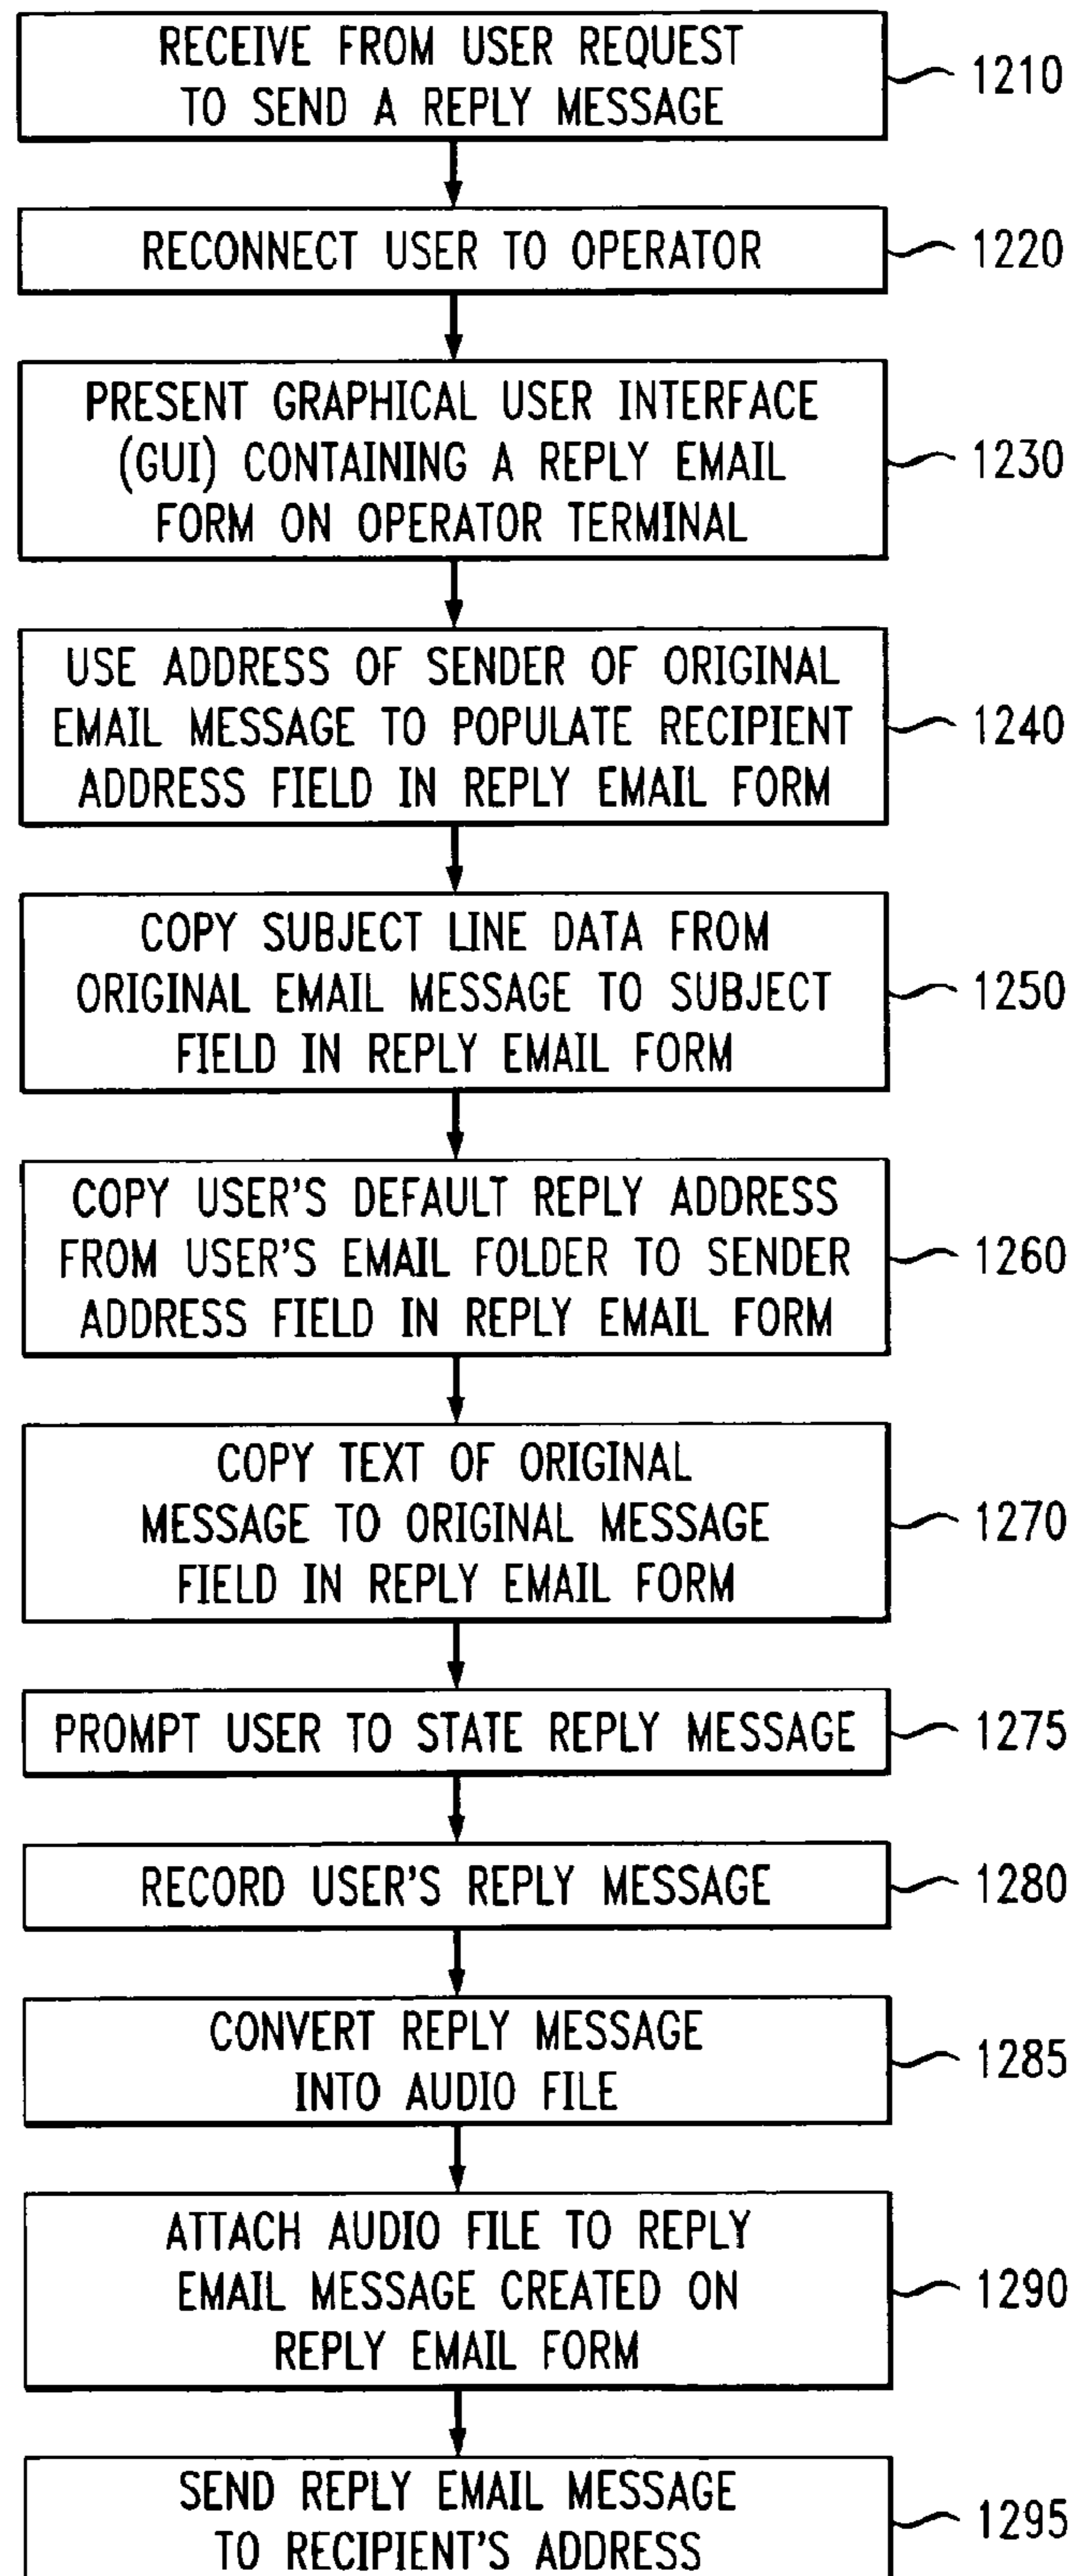 RECEIVE FROM USER REQUEST
TO SEND A REPLY MESSAGE
1210
RECONNECT USER TO OPERATOR
1220
PRESENT GRAPHICAL USER INTERFACE
(GUI) CONTAINING A REPLY EMAIL
FORM ON OPERATOR TERMINAL
1230
USE ADDRESS OF SENDER OF ORIGINAL
EMAIL MESSAGE TO POPULATE RECIPIENT
ADDRESS FIELD IN REPLY EMAIL FORM
1240
COPY SUBJECT LINE DATA FROM
ORIGINAL EMAIL MESSAGE TO SUBJECT
FIELD IN REPLY EMAIL FORM
1250
COPY USER'S DEFAULT REPLY ADDRESS
FROM USER'S EMAIL FOLDER TO SENDER
ADDRESS FIELD IN REPLY EMAIL FORM
1260
COPY TEXT OF ORIGINAL
MESSAGE TO ORIGINAL MESSAGE
FIELD IN REPLY EMAIL FORM
1270
PROMPT USER TO STATE REPLY MESSAGE
1275
RECORD USER'S REPLY MESSAGE
1280
CONVERT REPLY MESSAGE
INTO AUDIO FILE
1285
ATTACH AUDIO FILE TO REPLY
EMAIL MESSAGE CREATED ON
REPLY EMAIL FORM
1290
SEND REPLY EMAIL MESSAGE
TO RECIPIENT'S ADDRESS
1295